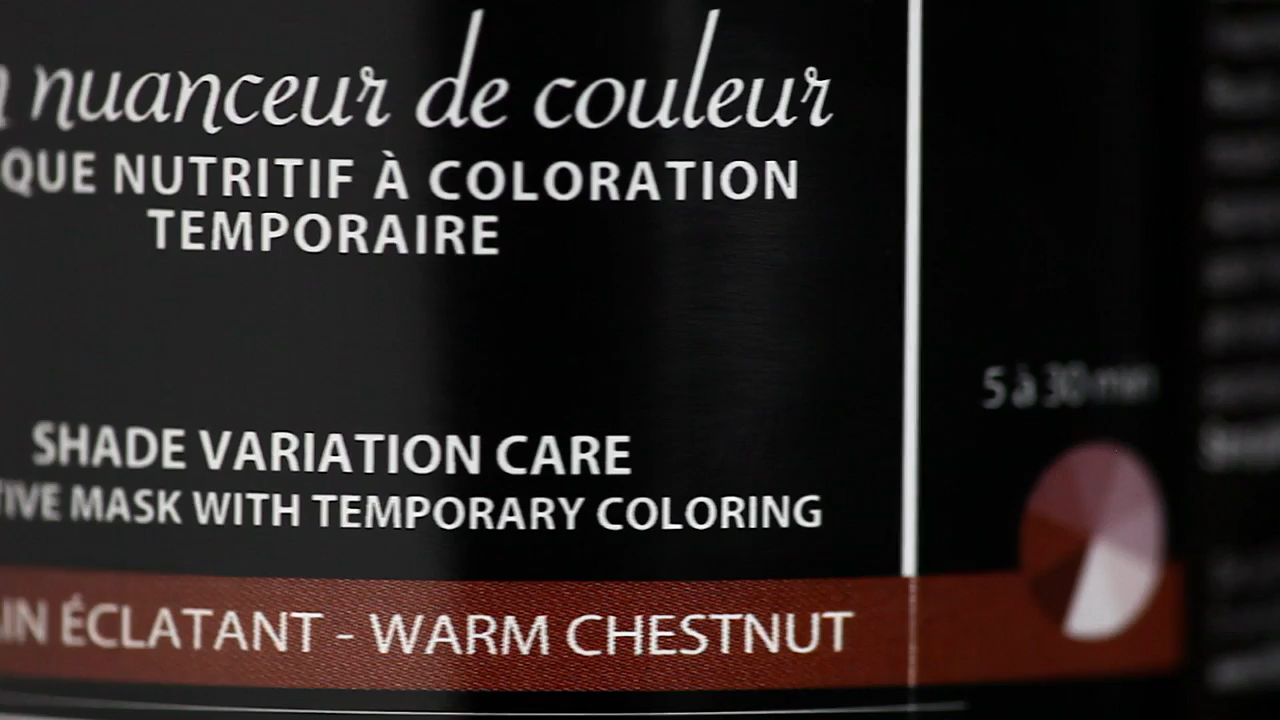 nuanceur de couleur
QUE NUTRITIF À COLORATION
TEMPORAIRE
5 à 30 min
SHADE VARIATION CARE
TIVE MASK WITH TEMPORARY COLORING
IN ÉCLATANT - WARM CHESTNUT